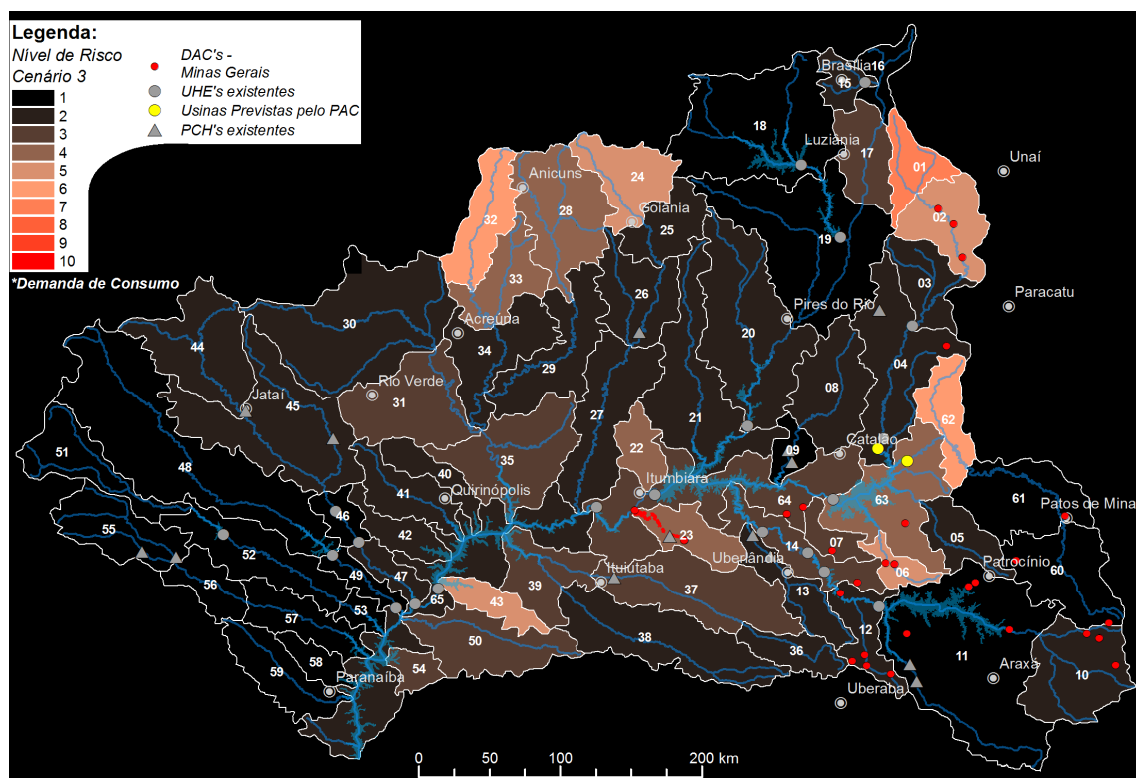 Legenda:
Nível de Risco
Cenário 3
1
2
3
4
5
6
7
8
9
10
*Demanda de Consumo
DAC's -
Minas Gerais
UHE's existentes
Usinas Previstas pelo PAC
PCH's existentes
Brasília
16
15
18
Luziânia
17
01
Unaí
Anicuns
24
02
32
28
Goiânia
25
19
33
03
26
Paracatu
Pires do Rio
30
Acreúna
20
44
34
29
04
08
Rio Verde
31
Jataí
45
27
21
62
22
Catalão
09
51
48
35
40
Itumbiara
41
Quirinópolis
64
63
61
Patos de Mina
46
55
42
23
07
05
52
14
Uberlândia
06
Patrocínio
49
47
39
Ituiutaba
37
13
60
56
65
43
53
57
12
50
38
36
11
58
54
59
Paranaíba
Araxá
10
Uberaba
0
50
100
200 km